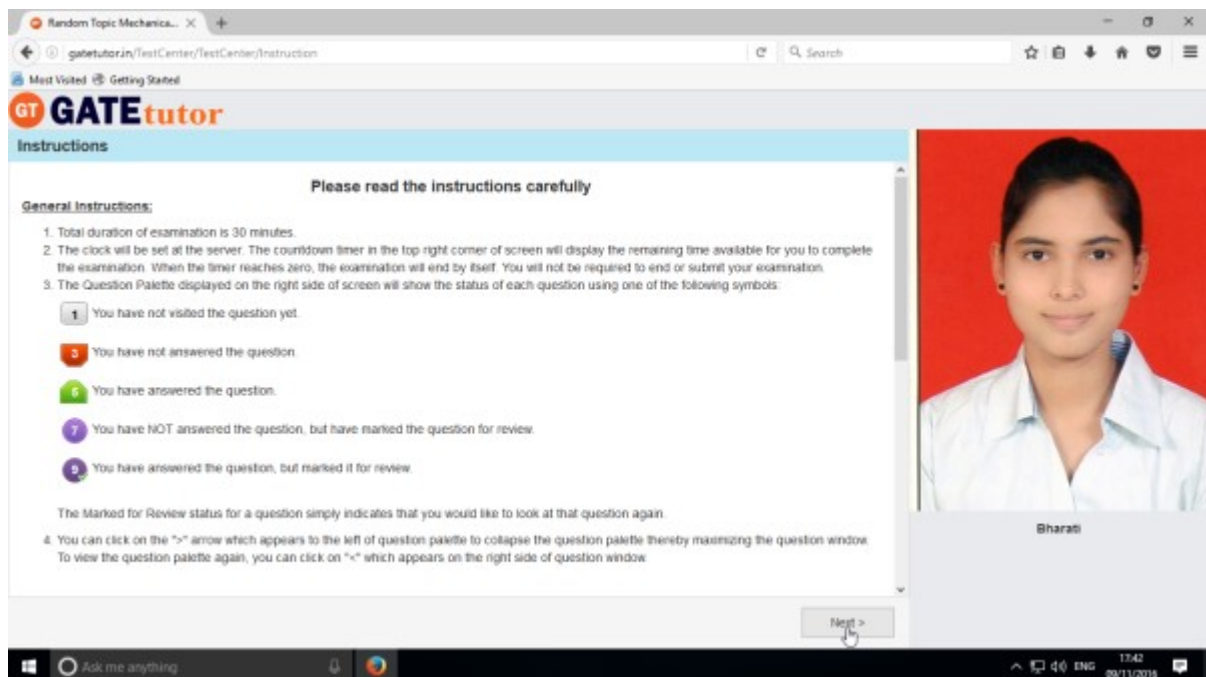 Random Topic Mechanica...
gatetutor.in/TestCenter/TestCenter/Instruction
Search
Most Visited Getting Started
GT GATEtutor
Instructions
Please read the instructions carefully
General Instructions:
1. Total duration of examination is 30 minutes.
2. The clock will be set at the server. The countdown timer in the top right corner of screen will display the remaining time available for you to complete
the examination. When the timer reaches zero, the examination will end by itself. You will not be required to end or submit your examination.
3. The Question Palette displayed on the right side of screen will show the status of each question using one of the following symbols:
1 You have not visited the question yet.
3 You have not answered the question.
5 You have answered the question.
7 You have NOT answered the question, but have marked the question for review.
9 You have answered the question, but marked it for review.
The Marked for Review status for a question simply indicates that you would like to look at that question again.
4. You can click on the ">" arrow which appears to the left of question palette to collapse the question palette thereby maximizing the question window.
To view the question palette again, you can click on "<" which appears on the right side of question window.
Bharati
Next >
Ask me anything
ENG
17:42
09/11/2016